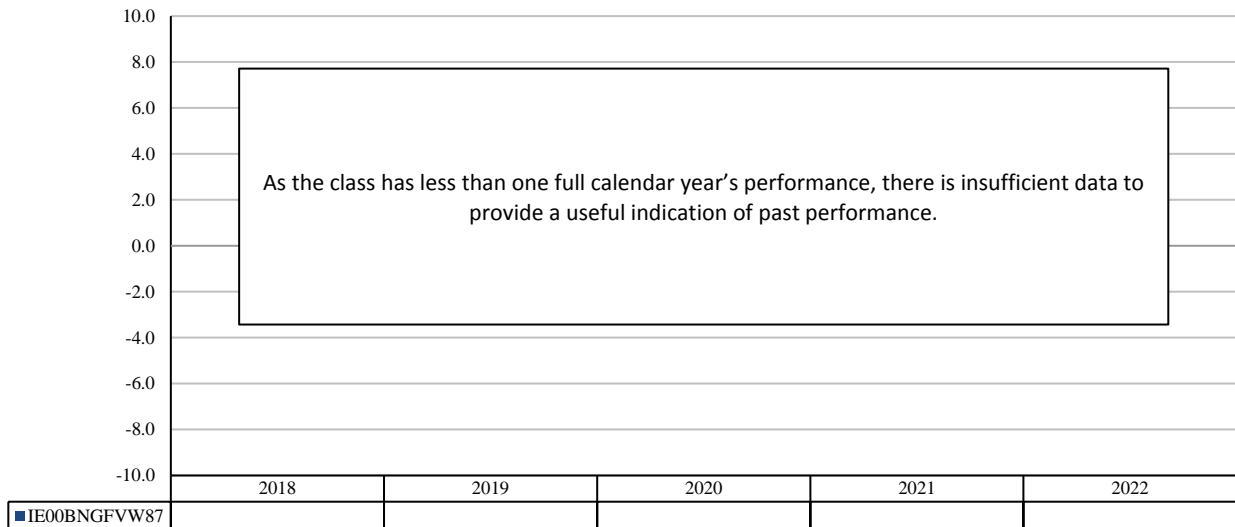 10.0
8.0
6.0
4.0
2.0
0.0
-2.0
-4.0
-6.0
-8.0
-10.0
As the class has less than one full calendar year’s performance, there is insufficient data to
provide a useful indication of past performance.
2018 2019 2020 2021 2022
IE00BNGFVW87